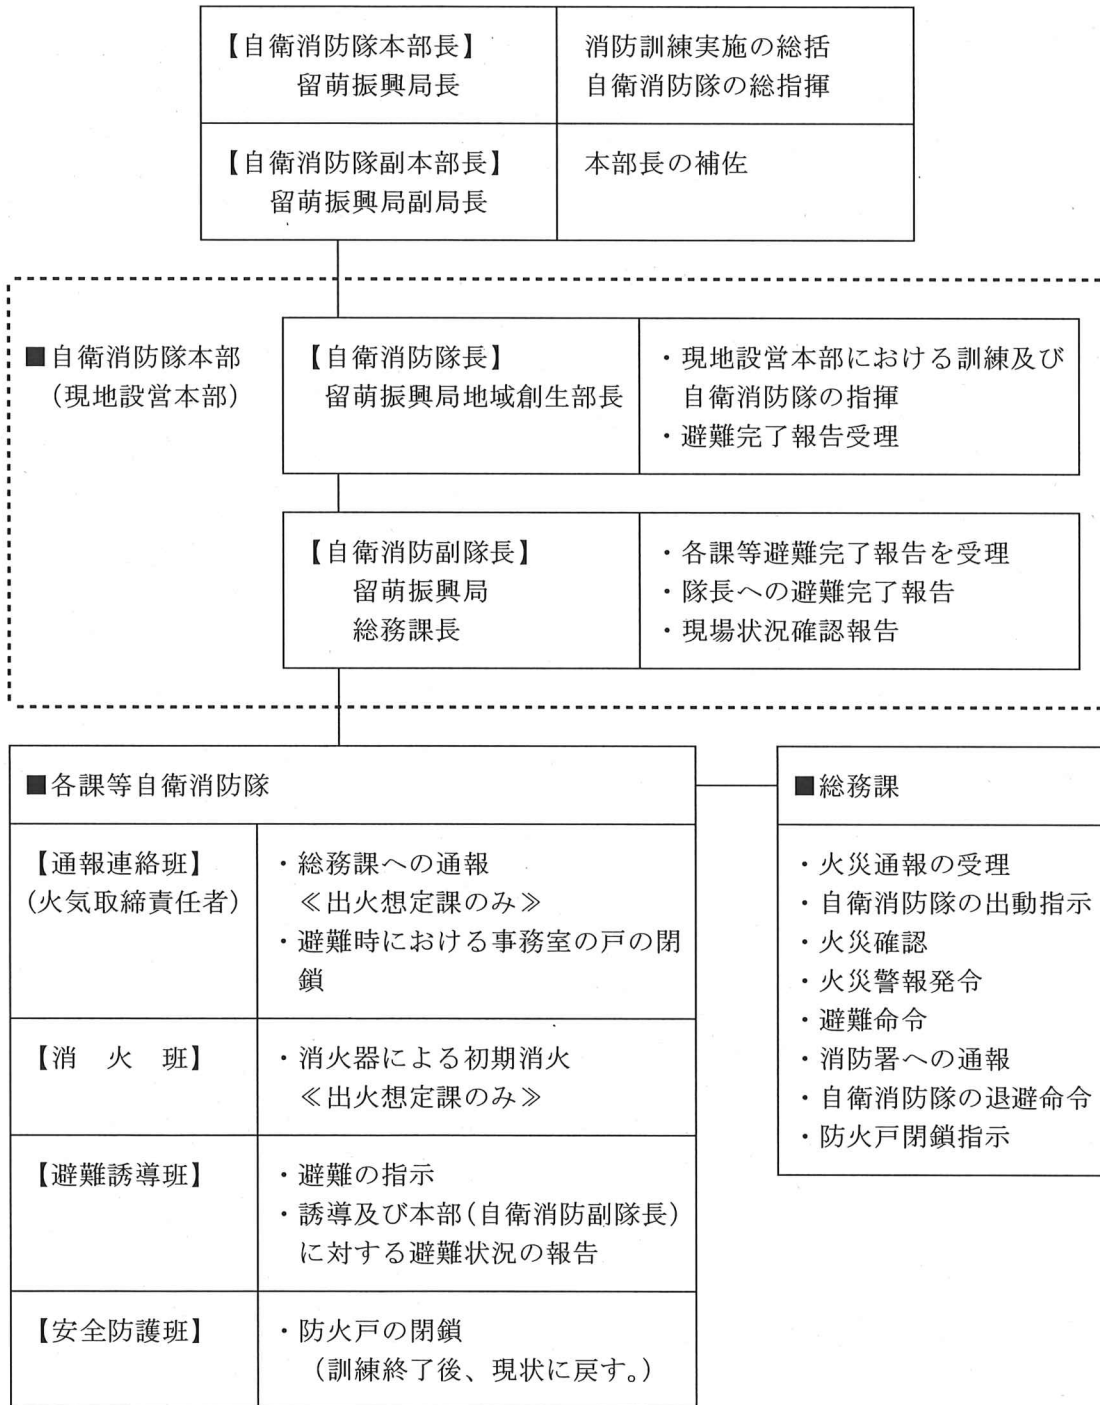 【自衛消防隊本部長】
留萌振興局長
消防訓練実施の総括
自衛消防隊の総指揮
【自衛消防隊副本部長】
留萌振興局副局長
本部長の補佐
■自衛消防隊本部
(現地設営本部)
【自衛消防隊長】
留萌振興局地域創生部長
・現地設営本部における訓練及び
自衛消防隊の指揮
・避難完了報告受理
【自衛消防副隊長】
留萌振興局
総務課長
・各課等避難完了報告を受理
・隊長への避難完了報告
・現場状況確認報告
■各課等自衛消防隊
【通報連絡班】
(火気取締責任者)
・総務課への通報
≪出火想定課のみ≫
・避難時における事務室の戸の閉
鎖
【消　火　班】
・消火器による初期消火
≪出火想定課のみ≫
【避難誘導班】
・避難の指示
・誘導及び本部(自衛消防副隊長)
に対する避難状況の報告
【安全防護班】
・防火戸の閉鎖
(訓練終了後、現状に戻す。)
■総務課
・火災通報の受理
・自衛消防隊の出動指示
・火災確認
・火災警報発令
・避難命令
・消防署への通報
・自衛消防隊の退避命令
・防火戸閉鎖指示